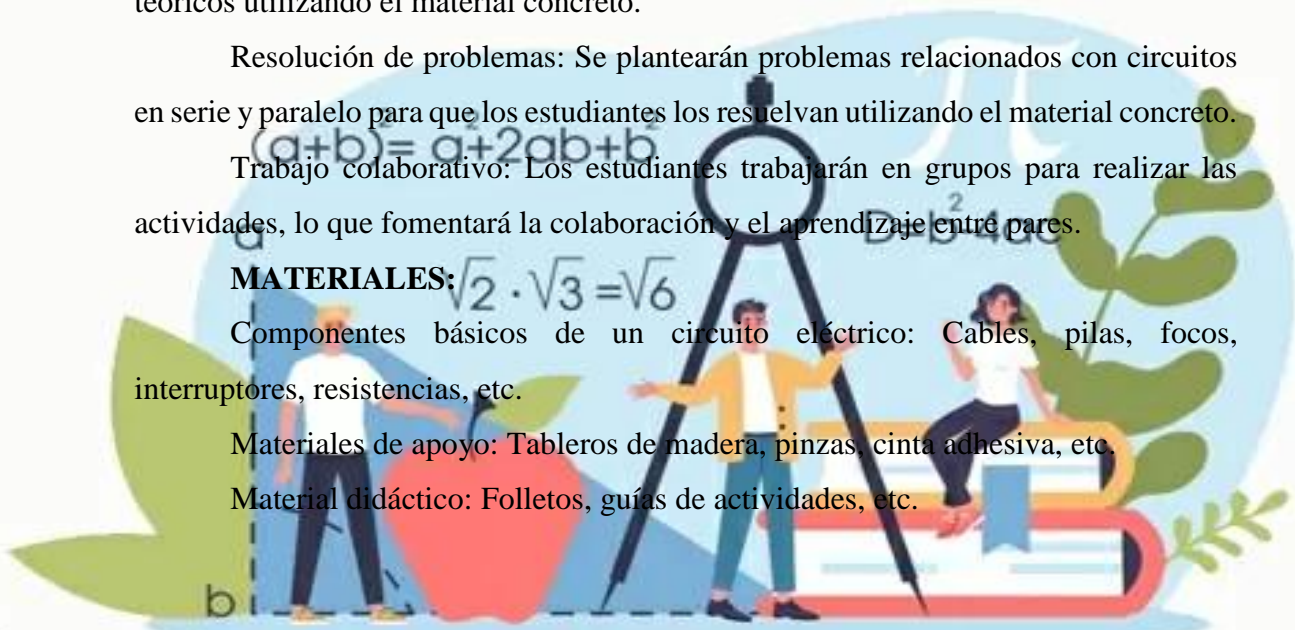 teóricos utilizando el material concreto.
Resolución de problemas: Se plantearán problemas relacionados con circuitos
en serie y paralelo para que los estudiantes los resuelvan utilizando el material concreto.
(a+b)²= a²+2ab+b²
Trabajo colaborativo: Los estudiantes trabajarán en grupos para realizar las
actividades, lo que fomentará la colaboración y el aprendizaje entre pares.
D=b²-4ac
a
MATERIALES:
√2 · √3 =√6
Componentes básicos de un circuito eléctrico: Cables, pilas, focos,
interruptores, resistencias, etc.
Materiales de apoyo: Tableros de madera, pinzas, cinta adhesiva, etc.
Material didáctico: Folletos, guías de actividades, etc.
b
π